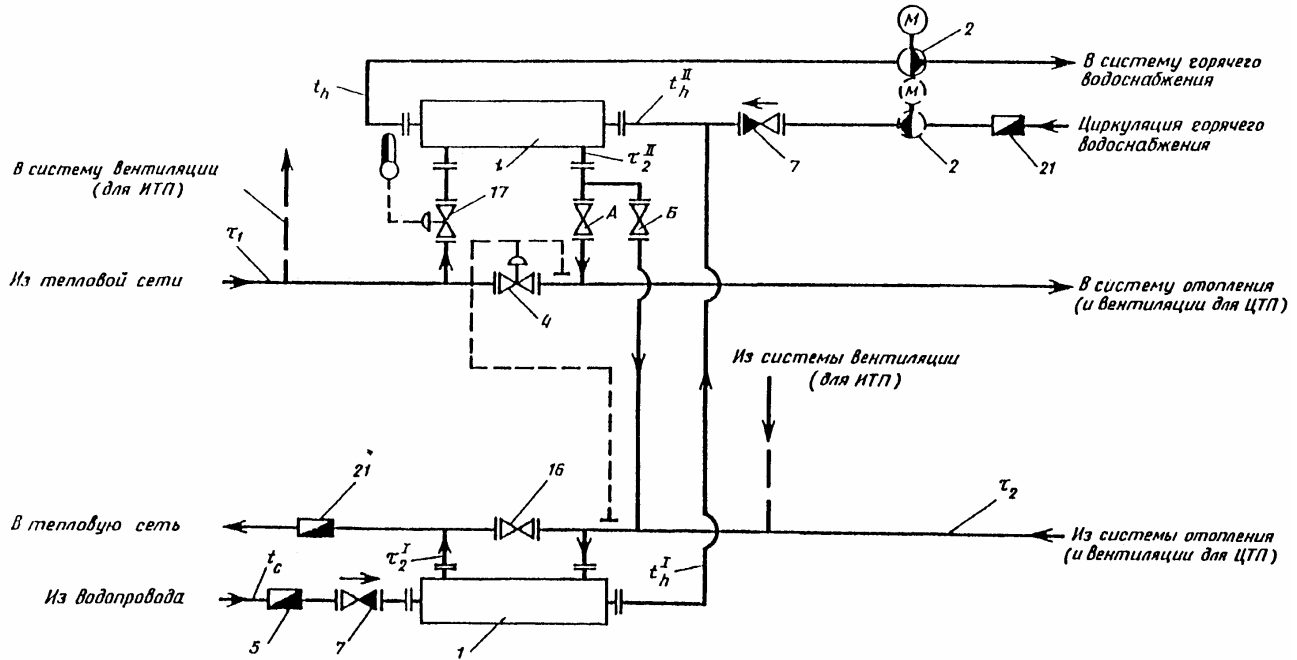 М
2
В систему горячего
водоснабжения
t_h
t_h^II
(М)
Циркуляция горячего
водоснабжения
7
2
21
1
τ_2^II
В систему вентиляции
(для ИТП)
17
А
Б
τ_1
Из тепловой сети
4
В систему отопления
(и вентиляции для ЦТП)
Из системы вентиляции
(для ИТП)
21
16
τ_2
В тепловую сеть
Из системы отопления
(и вентиляции для ЦТП)
t_c
τ_2^I
t_h^I
Из водопровода
5
7
1